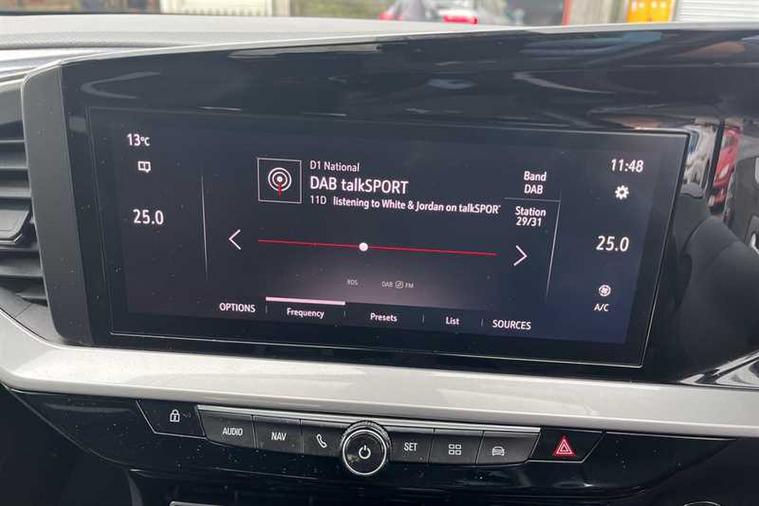 13°C
25.0
D1 National
DAB talkSPORT
11D listening to White & Jordan on talkSPOR
Band
DAB
Station
29/31
11:48
25.0
A/C
RDS
DAB FM
OPTIONS
Frequency
Presets
List
SOURCES
AUDIO
NAV
SET